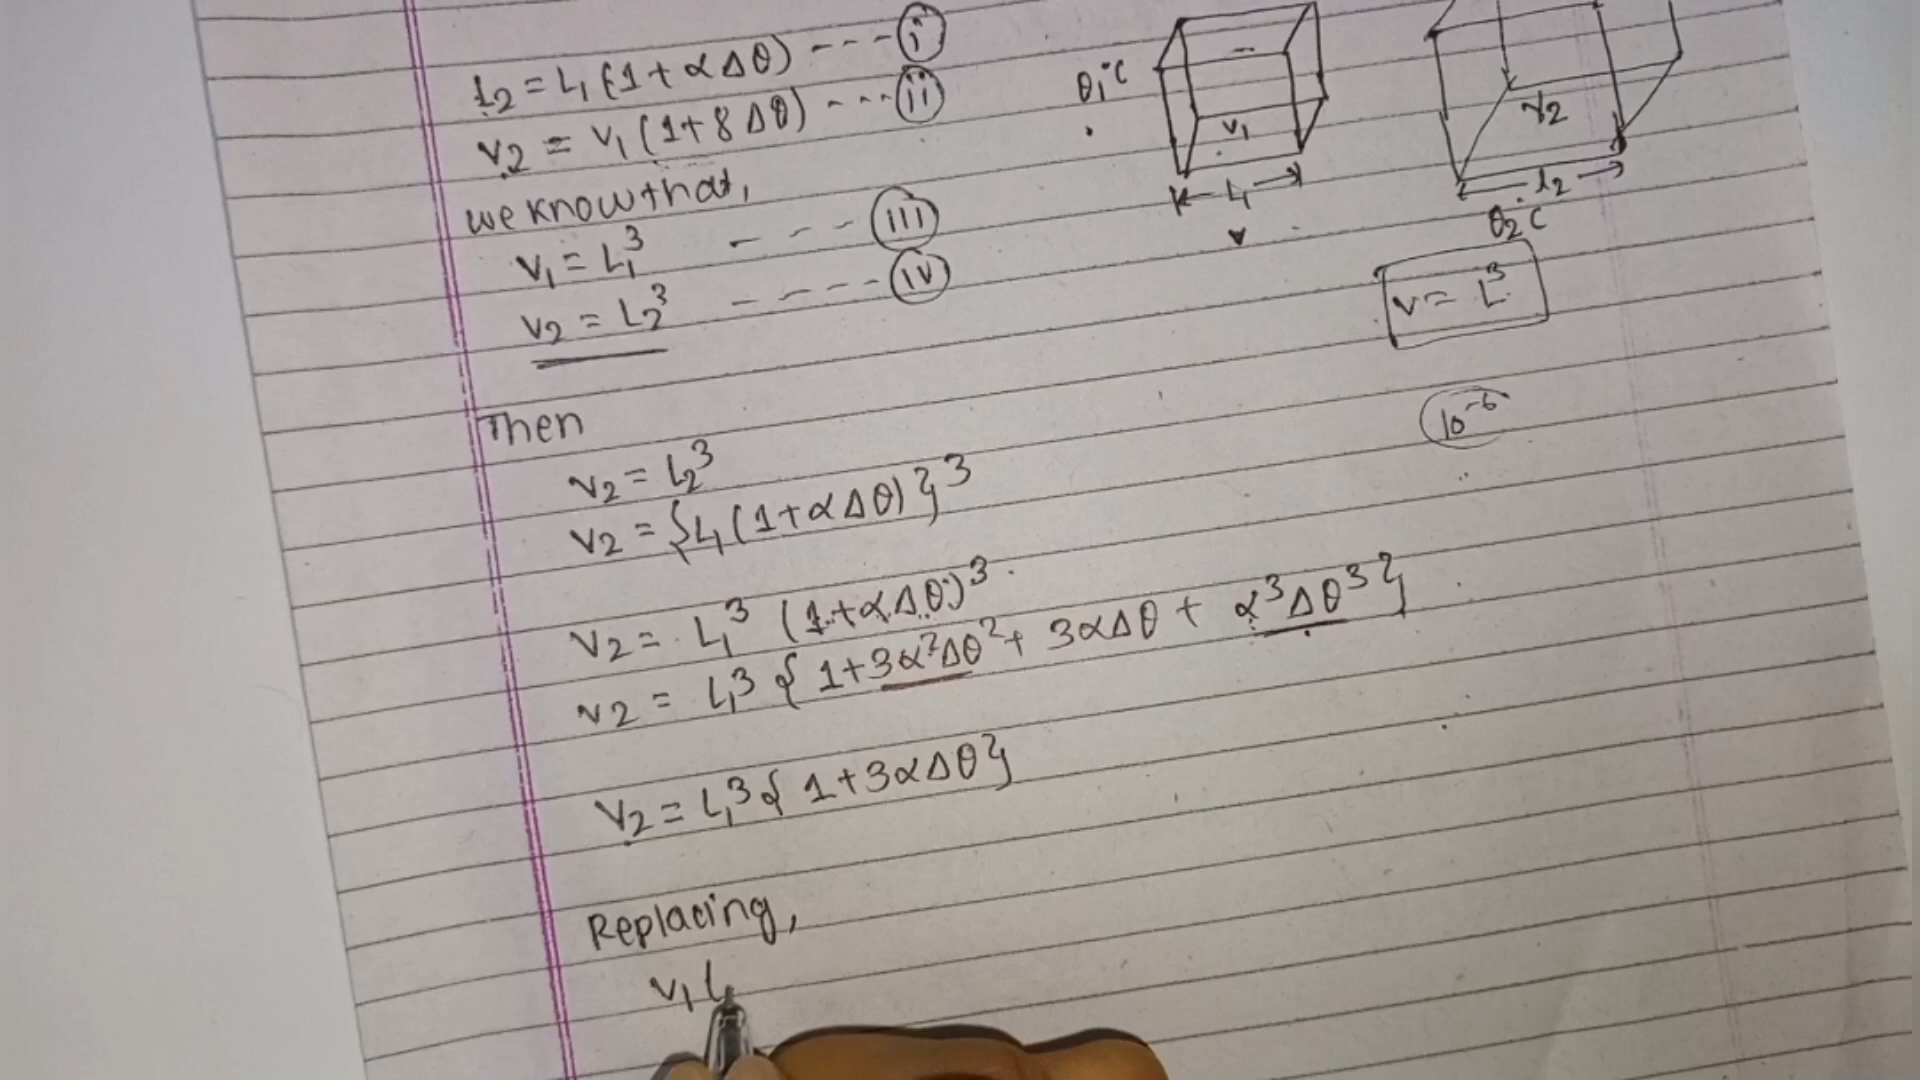 L₂ = L₁ {1 + α Δθ) ---- (i)
V₂ = V₁ (1 + 8 Δθ) ---- (ii)
we know that,
V₁ = L₁³ ---- (iii)
V₂ = L₂³ ----- (iv)
θ₁°C
V₁
L₁
V
V₂
L₂
θ₂°C
V = L³
10⁻⁶
Then
V₂ = L₂³
V₂ = {L₁ (1 + α Δθ)}³
V₂ = L₁³ (1 + α Δθ)³
V₂ = L₁³ { 1 + 3α²Δθ² + 3αΔθ + α³Δθ³}
V₂ = L₁³ { 1 + 3αΔθ}
Replacing,
V₁ L